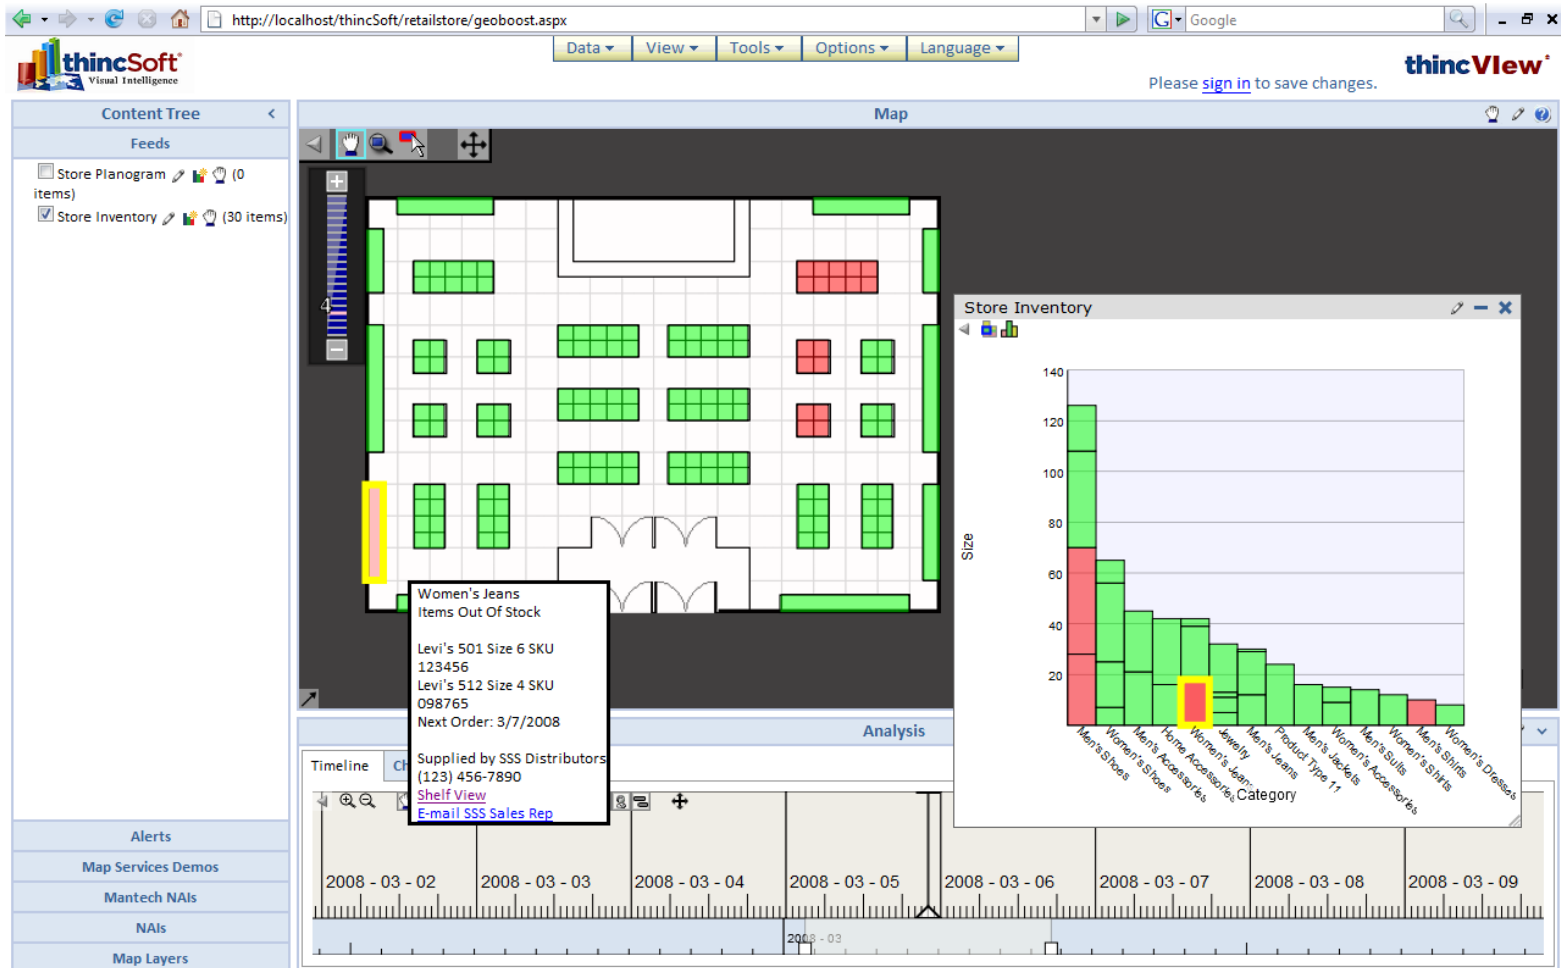 http://localhost/thincSoft/retailstore/geoboost.aspx
G
Google
thincSoft
Visual Intelligence
Data
View
Tools
Options
Language
Please sign in to save changes.
thincVIew
Content Tree
Map
Feeds
Store Planogram (0
items)
Store Inventory (30 items)
4
Store Inventory
140
120
100
80
60
40
20
Size
Men's Shoes
Women's Shoes
Men's Accessories
Home Accessories
Women's Jeans
Jewelry
Men's Jeans
Product Type 11
Men's Jackets
Women's Accessories
Men's Suits
Women's Shirts
Men's Shirts
Women's Dresses
Category
Women's Jeans
Items Out Of Stock
Levi's 501 Size 6 SKU
123456
Levi's 512 Size 4 SKU
098765
Next Order: 3/7/2008
Supplied by SSS Distributors
(123) 456-7890
Shelf View
E-mail SSS Sales Rep
Analysis
Timeline
Ch
2008 - 03 - 02
2008 - 03 - 03
2008 - 03 - 04
2008 - 03 - 05
2008 - 03 - 06
2008 - 03 - 07
2008 - 03 - 08
2008 - 03 - 09
2008 - 03
Alerts
Map Services Demos
Mantech NAIs
NAIs
Map Layers